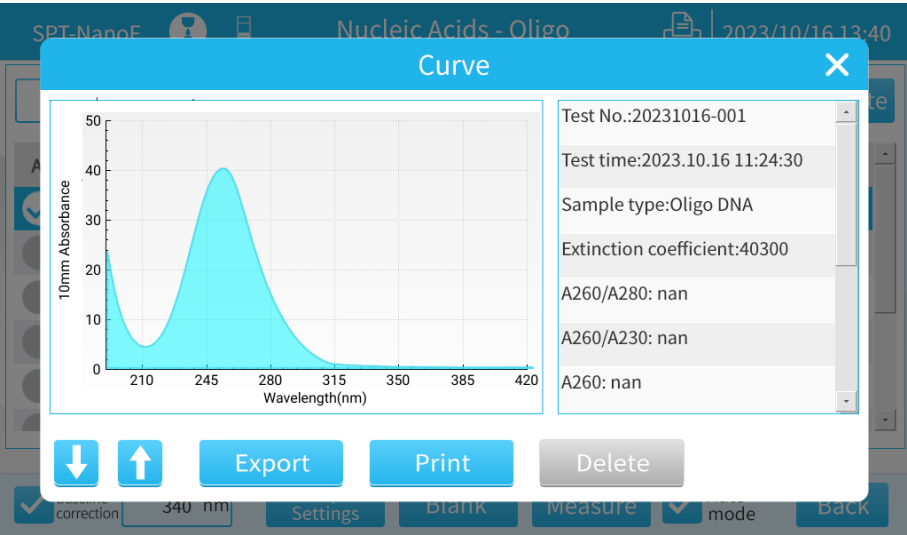 SPT-NanoF Nucleic Acids - Oligo 2023/10/16 13:40
Curve
50
40
30
20
10
0
10mm Absorbance
210 245 280 315 350 385 420
Wavelength(nm)
Test No.:20231016-001
Test time:2023.10.16 11:24:30
Sample type:Oligo DNA
Extinction coefficient:40300
A260/A280: nan
A260/A230: nan
A260: nan
Export Print Delete
correction 340 nm Settings Blank Measure mode Back